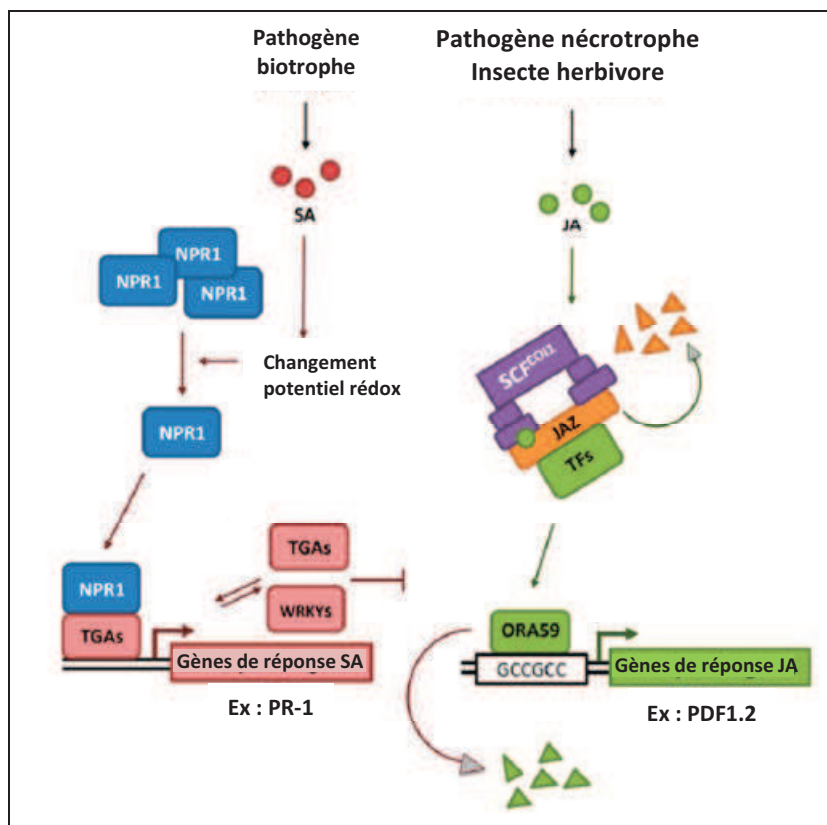 Pathogène
biotrophe
Pathogène nécrotrophe
Insecte herbivore
SA
JA
NPR1
NPR1
NPR1
SCF^COI1
JAZ
TFs
Changement
potentiel rédox
NPR1
TGAs
WRKYs
NPR1
TGAs
Gènes de réponse SA
Ex : PR-1
ORA59
GCCGCC
Gènes de réponse JA
Ex : PDF1.2